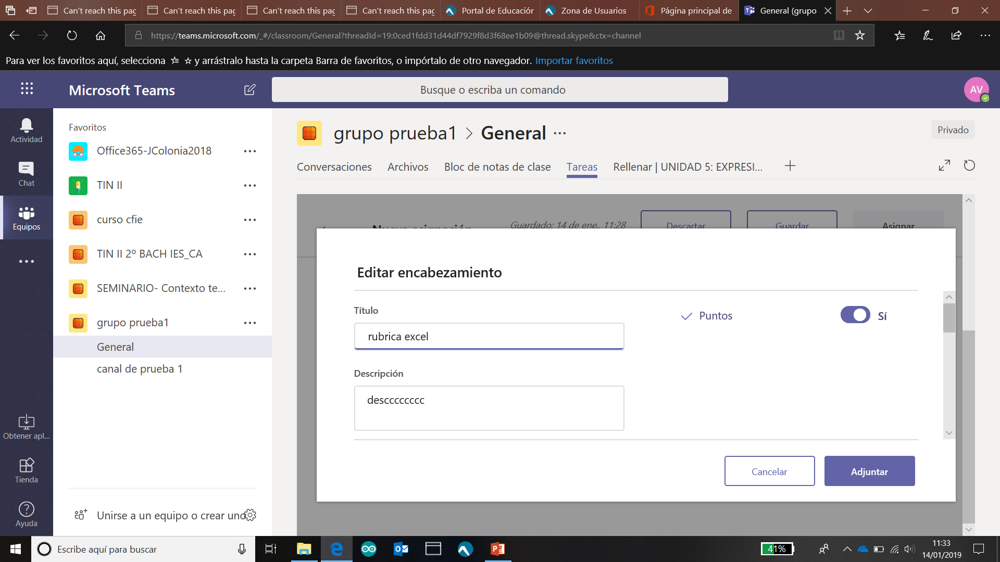 Can't reach this pag
Can't reach this pag
Can't reach this pag
Can't reach this pag
Portal de Educaciór
Zona de Usuarios
Página principal de
General (grupo
https://teams.microsoft.com/_#/classroom/General?threadId=19:0ced1fdd31d44df7929f8d3f68ee1b09@thread.skype&ctx=channel
Para ver los favoritos aquí, selecciona y arrástralo hasta la carpeta Barra de favoritos, o impórtalo de otro navegador. Importar favoritos
Microsoft Teams
Busque o escriba un comando
AV
Actividad
Chat
Equipos
Obtener apl...
Tienda
Ayuda
Favoritos
Office365-JColonia2018
TIN II
curso cfie
TIN II 2º BACH IES_CA
SEMINARIO- Contexto te...
grupo prueba1
General
canal de prueba 1
Unirse a un equipo o crear uno
grupo prueba1 > General ...
Privado
Conversaciones
Archivos
Bloc de notas de clase
Tareas
Rellenar | UNIDAD 5: EXPRESI...
Nueva asignación
Guardado: 14 de ene., 11:28
Descartar
Guardar
Asignar
Editar encabezamiento
Título
rubrica excel
Puntos
Sí
Descripción
desccccccccc
Cancelar
Adjuntar
Escribe aquí para buscar
41%
11:33
14/01/2019